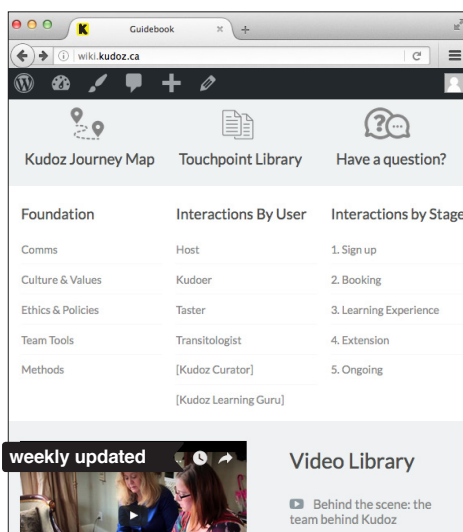 K
Guidebook
wiki.kudoz.ca
Kudoz Journey Map
Touchpoint Library
Have a question?
Foundation
Comms
Culture & Values
Ethics & Policies
Team Tools
Methods
Interactions By User
Host
Kudoer
Taster
Transitologist
[Kudoz Curator]
[Kudoz Learning Guru]
Interactions by Stage
1. Sign up
2. Booking
3. Learning Experience
4. Extension
5. Ongoing
weekly updated
Video Library
Behind the scene: the
team behind Kudoz